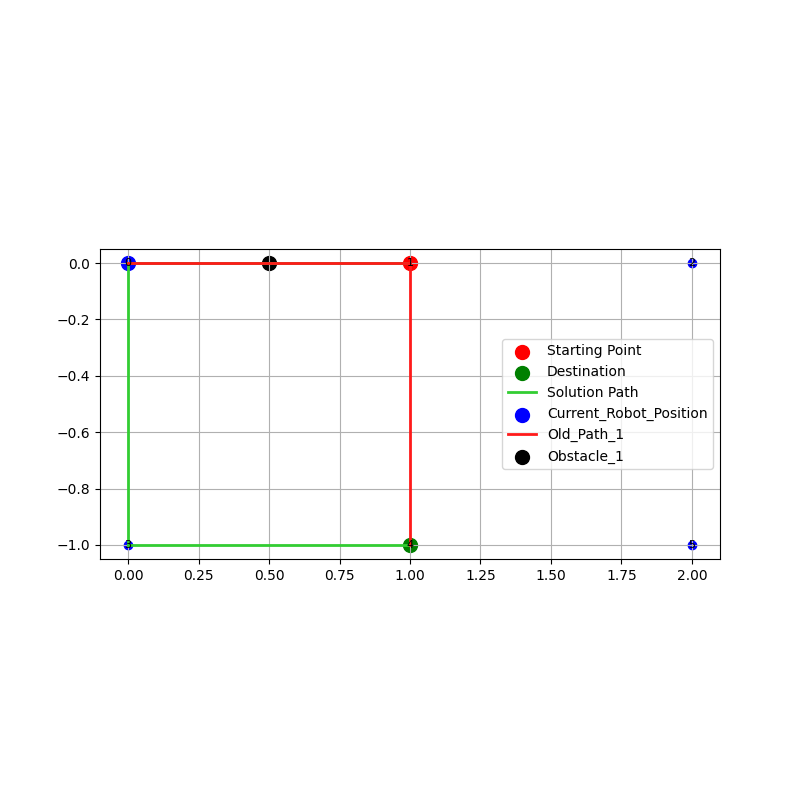 0.0
−0.2
−0.4
−0.6
−0.8
−1.0
0.00 0.25 0.50 0.75 1.00 1.25 1.50 1.75 2.00
1
Starting Point
Destination
Solution Path
Current_Robot_Position
Old_Path_1
Obstacle_1